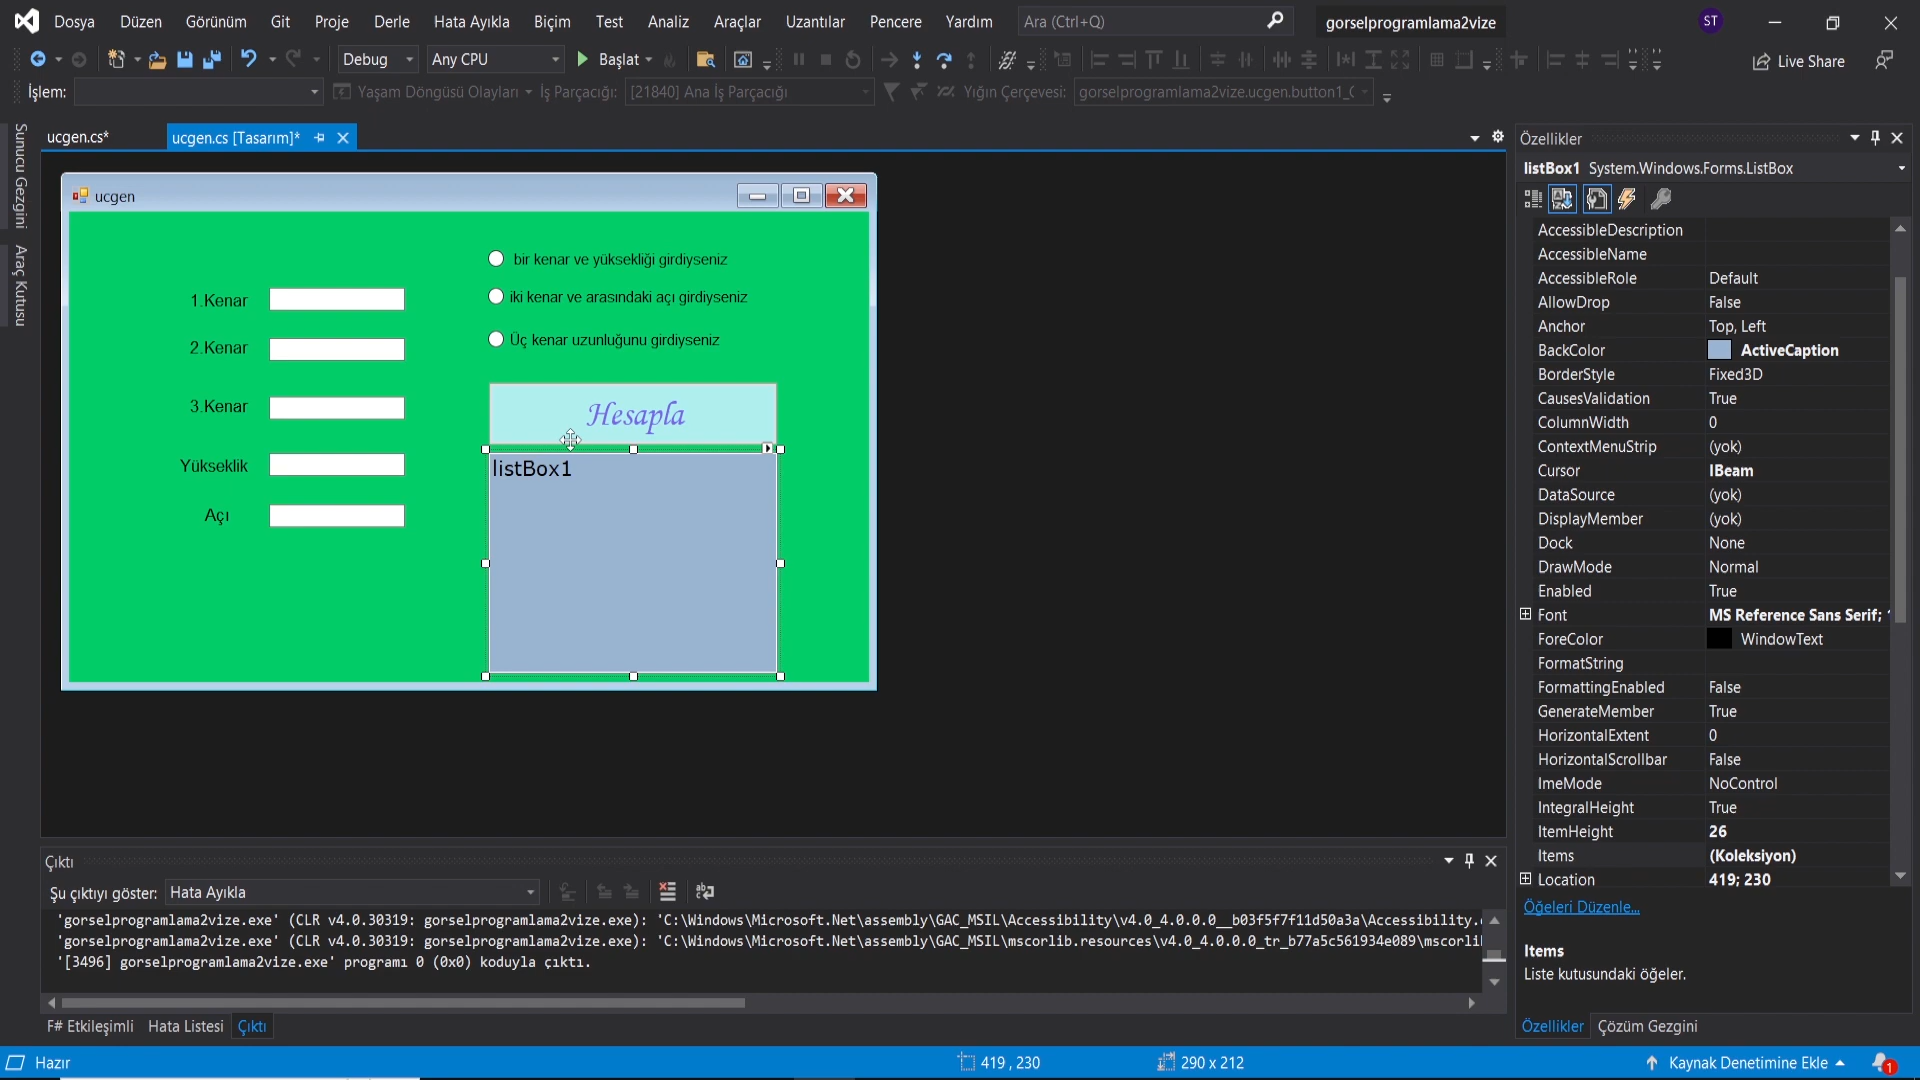 Dosya Düzen Görünüm Git Proje Derle Hata Ayıkla Biçim Test Analiz Araçlar Uzantılar Pencere Yardım Ara (Ctrl+Q) gorselprogramlama2vize ST
Debug Any CPU Başlat Live Share
İşlem: Yaşam Döngüsü Olayları İş Parçacığı: [21840] Ana İş Parçacığı Yığın Çerçevesi: gorselprogramlama2vize.ucgen.button1_C
Sunucu Gezgini
Araç Kutusu
ucgen.cs* ucgen.cs [Tasarım]*
ucgen
bir kenar ve yüksekliği girdiyseniz
iki kenar ve arasındaki açı girdiyseniz
Üç kenar uzunluğunu girdiyseniz
1.Kenar
2.Kenar
3.Kenar
Yükseklik
Açı
Hesapla
listBox1
Özellikler
listBox1 System.Windows.Forms.ListBox
AccessibleDescription
AccessibleName
AccessibleRole Default
AllowDrop False
Anchor Top, Left
BackColor ActiveCaption
BorderStyle Fixed3D
CausesValidation True
ColumnWidth 0
ContextMenuStrip (yok)
Cursor IBeam
DataSource (yok)
DisplayMember (yok)
Dock None
DrawMode Normal
Enabled True
Font MS Reference Sans Serif;
ForeColor WindowText
FormatString
FormattingEnabled False
GenerateMember True
HorizontalExtent 0
HorizontalScrollbar False
ImeMode NoControl
IntegralHeight True
ItemHeight 26
Items (Koleksiyon)
Location 419; 230
Öğeleri Düzenle...
Items
Liste kutusundaki öğeler.
Özellikler Çözüm Gezgini
Çıktı
Şu çıktıyı göster: Hata Ayıkla
'gorselprogramlama2vize.exe' (CLR v4.0.30319: gorselprogramlama2vize.exe): 'C:\Windows\Microsoft.Net\assembly\GAC_MSIL\Accessibility\v4.0_4.0.0.0__b03f5f7f11d50a3a\Accessibility.
'gorselprogramlama2vize.exe' (CLR v4.0.30319: gorselprogramlama2vize.exe): 'C:\Windows\Microsoft.Net\assembly\GAC_MSIL\mscorlib.resources\v4.0_4.0.0.0_tr_b77a5c561934e089\mscorli
'[3496] gorselprogramlama2vize.exe' programı 0 (0x0) koduyla çıktı.
F# Etkileşimli Hata Listesi Çıktı
Hazır 419 , 230 290 x 212 Kaynak Denetimine Ekle 1